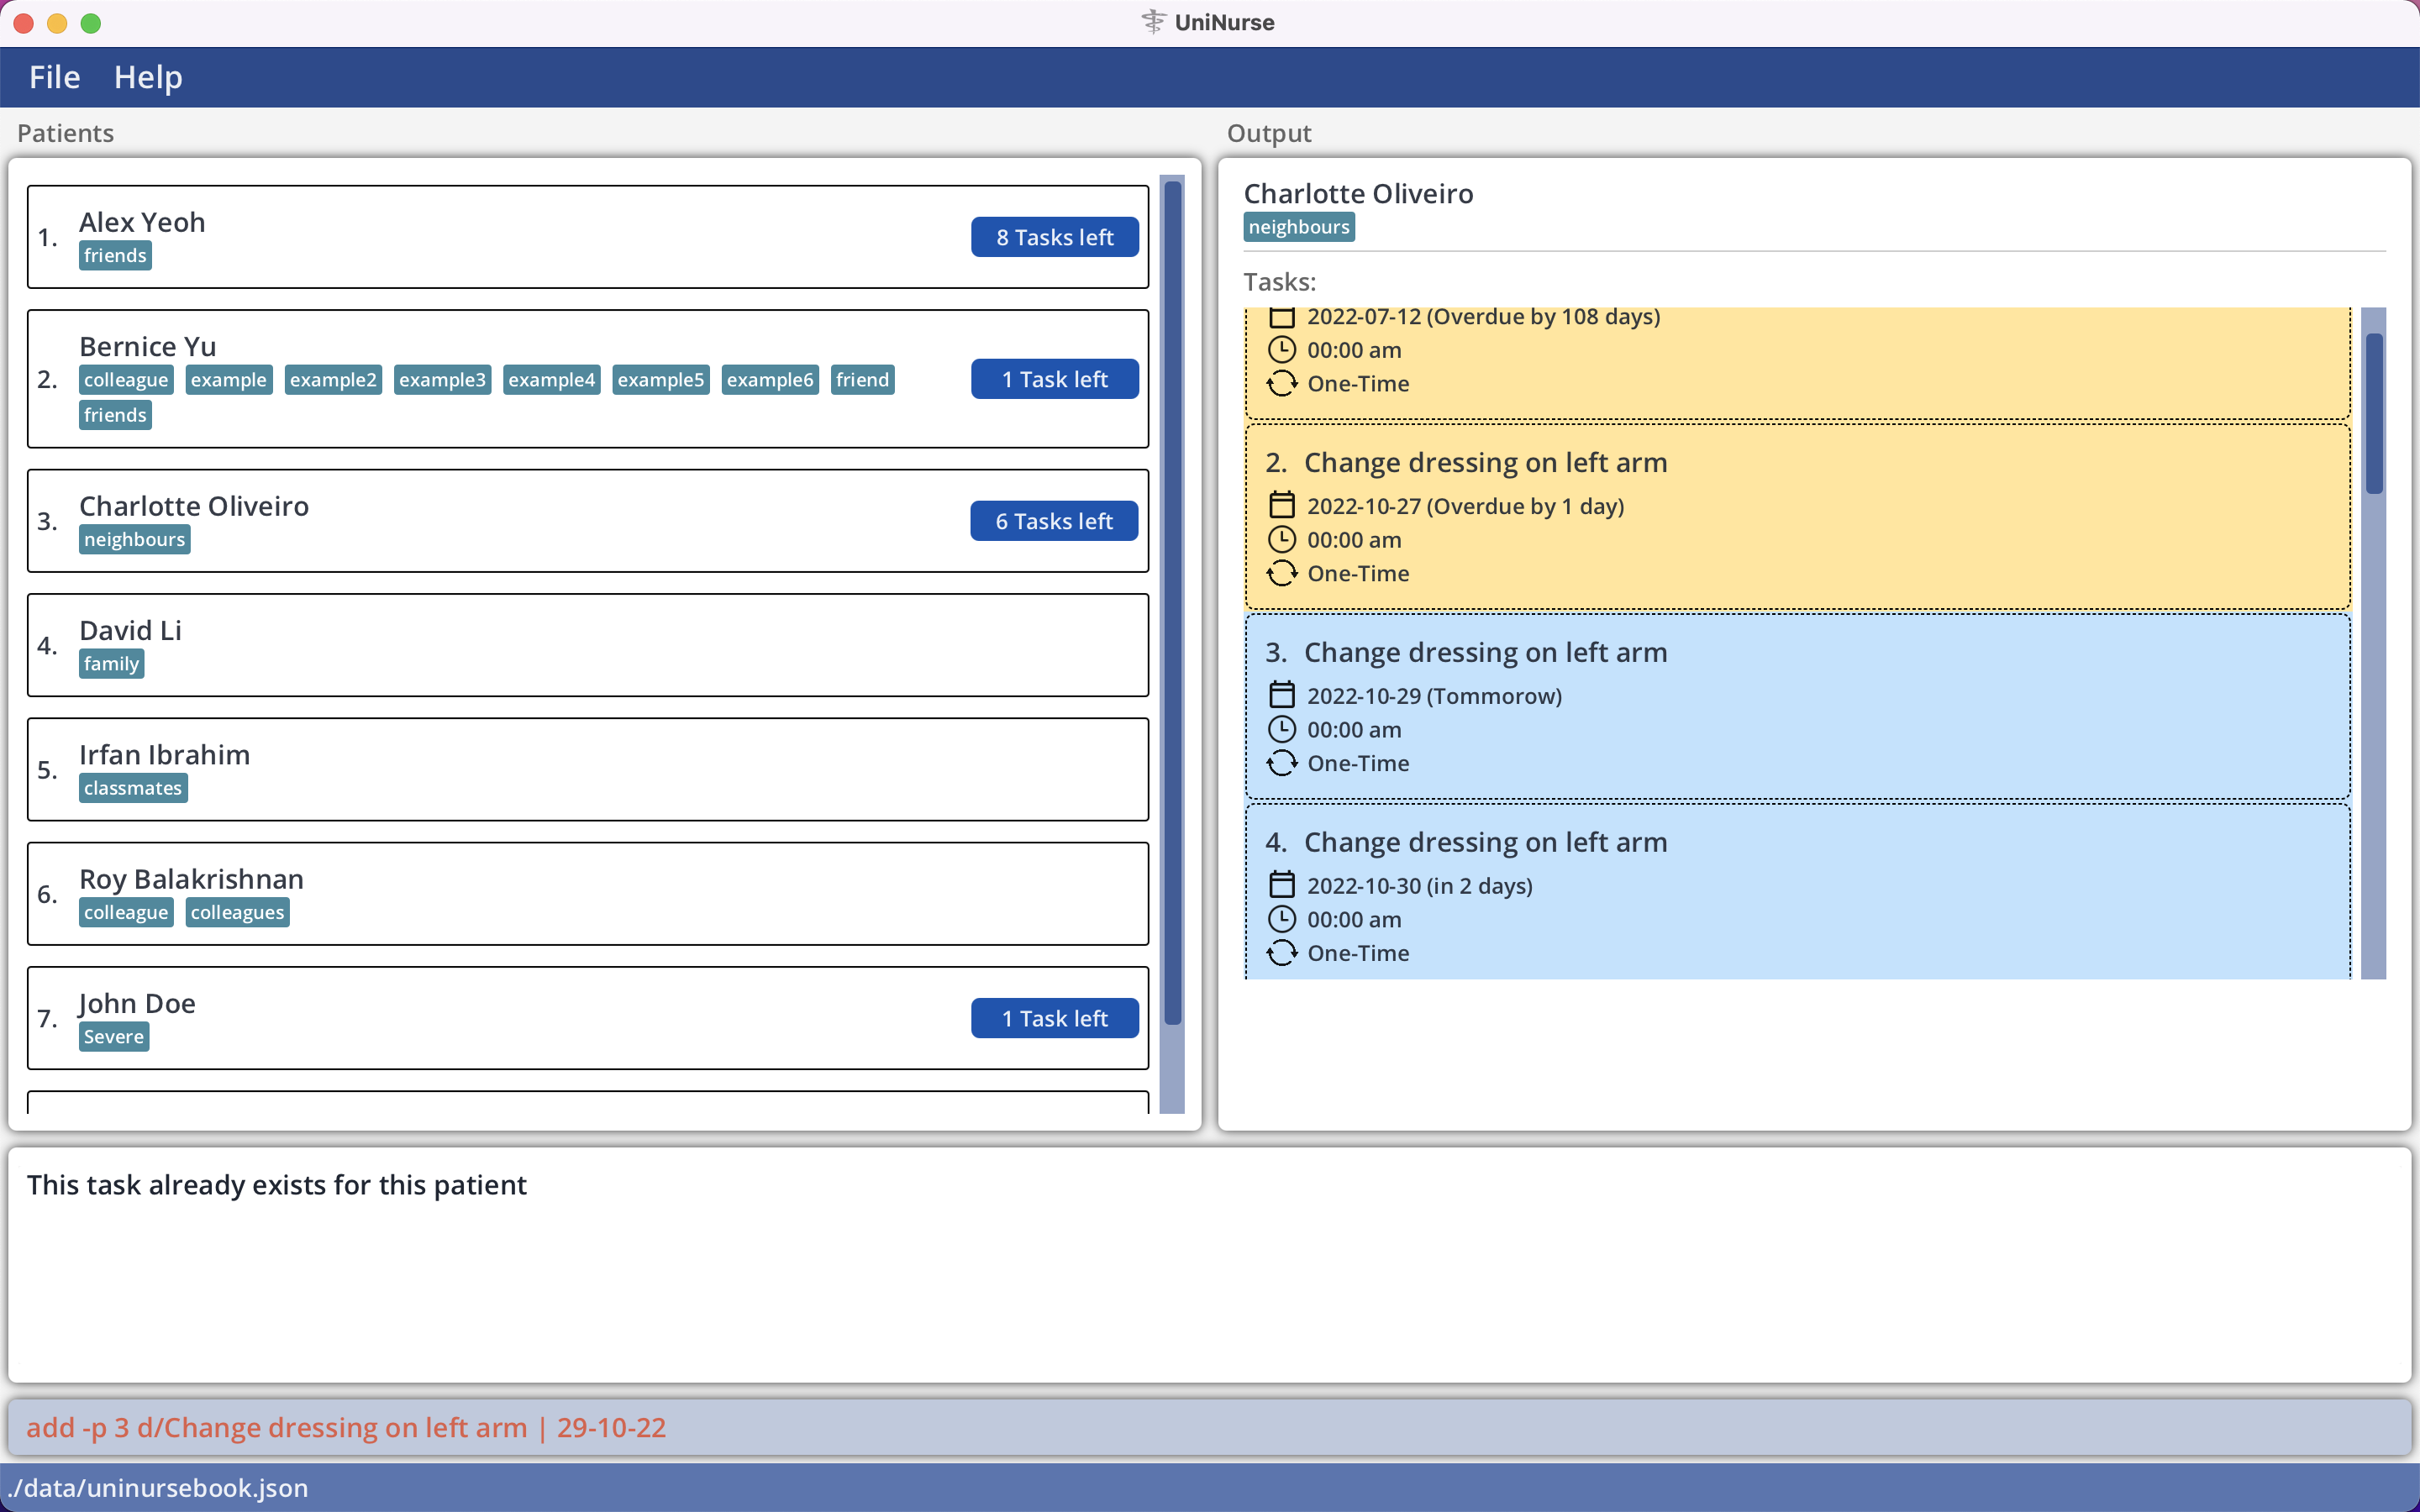 UniNurse
File Help
Patients
1. Alex Yeoh
friends
8 Tasks left
2. Bernice Yu
colleague example example2 example3 example4 example5 example6 friend
friends
1 Task left
3. Charlotte Oliveiro
neighbours
6 Tasks left
4. David Li
family
5. Irfan Ibrahim
classmates
6. Roy Balakrishnan
colleague colleagues
7. John Doe
Severe
1 Task left
Output
Charlotte Oliveiro
neighbours
Tasks:
2022-07-12 (Overdue by 108 days)
00:00 am
One-Time
2. Change dressing on left arm
2022-10-27 (Overdue by 1 day)
00:00 am
One-Time
3. Change dressing on left arm
2022-10-29 (Tommorow)
00:00 am
One-Time
4. Change dressing on left arm
2022-10-30 (in 2 days)
00:00 am
One-Time
This task already exists for this patient
add -p 3 d/Change dressing on left arm | 29-10-22
./data/uninursebook.json